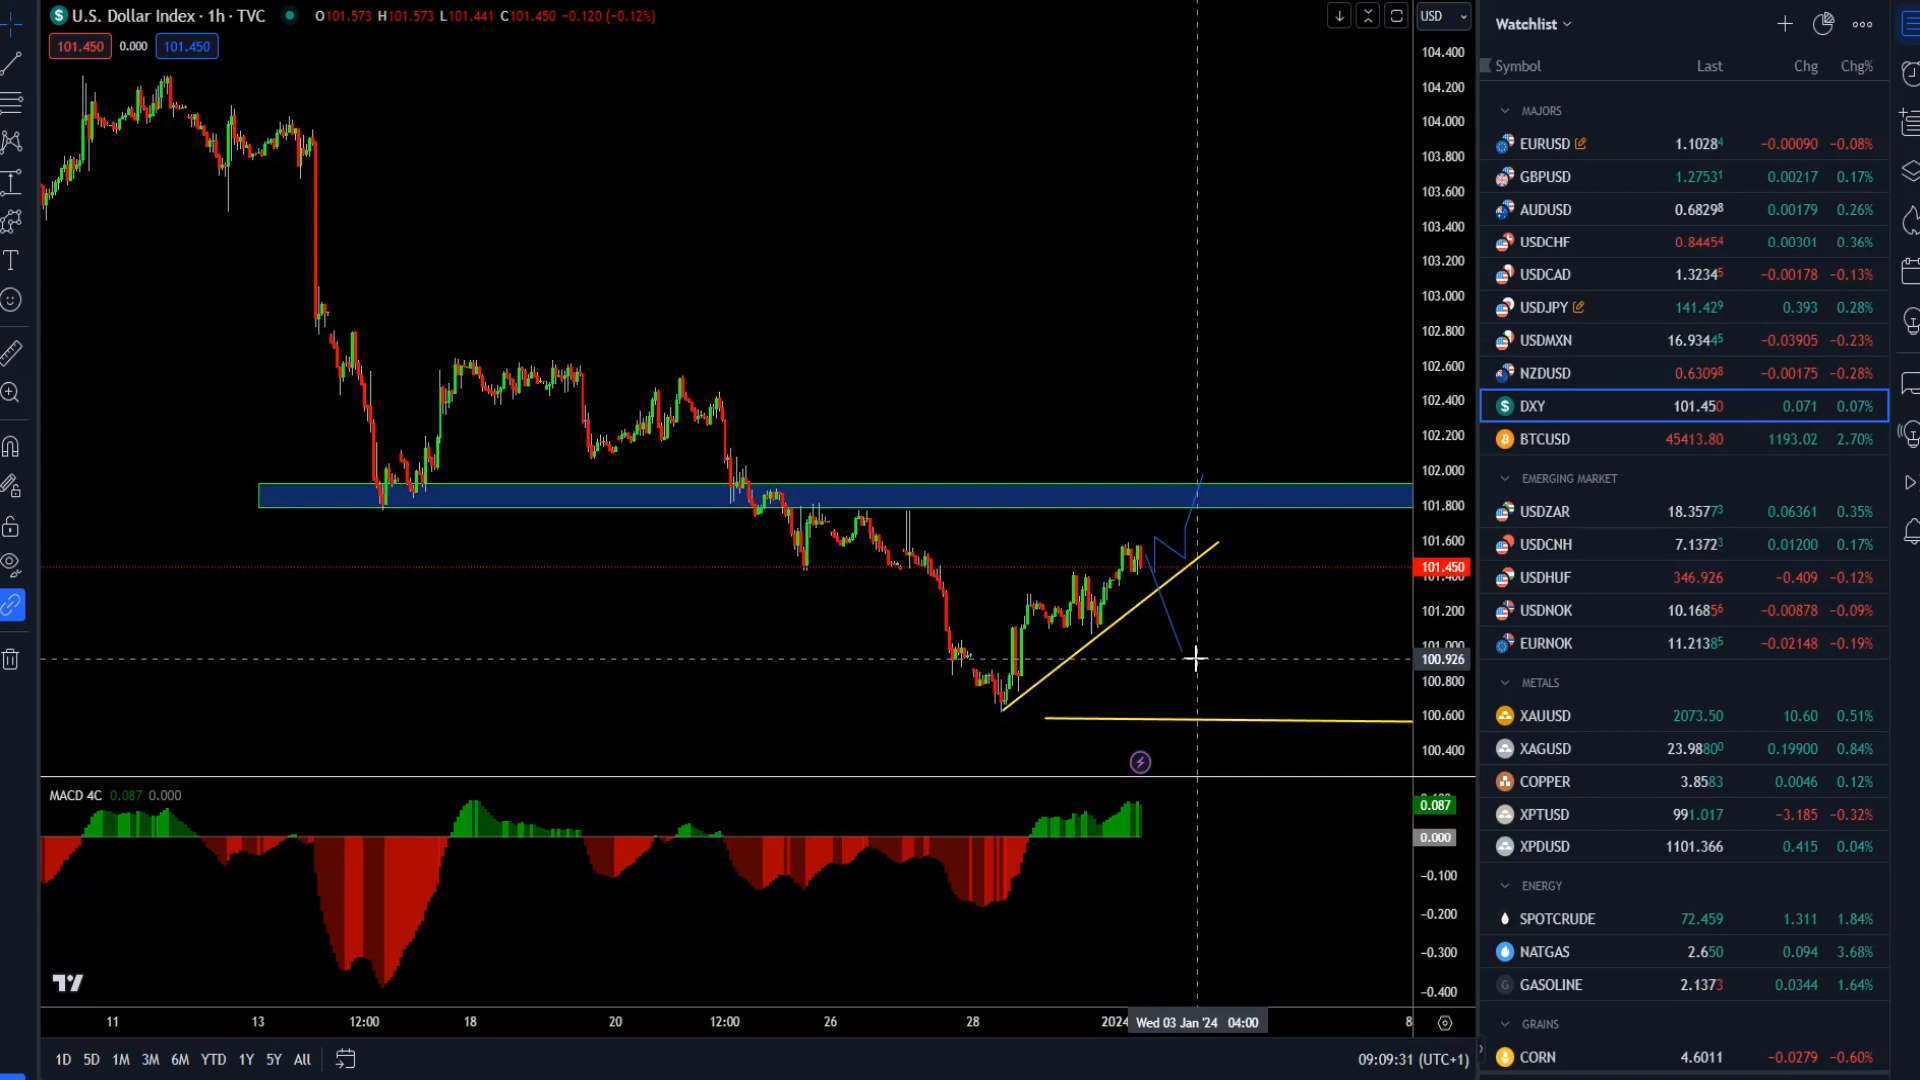 U.S. Dollar Index · 1h · TVC O101.573 H101.573 L101.441 C101.450 −0.120 (−0.12%)
101.450 0.000 101.450
USD
104.400
104.200
104.000
103.800
103.600
103.400
103.200
103.000
102.800
102.600
102.400
102.200
102.000
101.800
101.600
101.450
101.200
100.926
100.800
100.600
100.400
MACD 4C 0.087 0.000
0.087
0.000
−0.100
−0.200
−0.300
−0.400
11 13 12:00 18 20 12:00 26 28 2024 Wed 03 Jan '24 04:00 8
1D 5D 1M 3M 6M YTD 1Y 5Y All
09:09:31 (UTC+1)
Watchlist
Symbol Last Chg Chg%
MAJORS
EURUSD 1.10284 −0.00090 −0.08%
GBPUSD 1.27531 0.00217 0.17%
AUDUSD 0.68298 0.00179 0.26%
USDCHF 0.84454 0.00301 0.36%
USDCAD 1.32345 −0.00178 −0.13%
USDJPY 141.429 0.393 0.28%
USDMXN 16.93445 −0.03905 −0.23%
NZDUSD 0.63098 −0.00175 −0.28%
DXY 101.450 0.071 0.07%
BTCUSD 45413.80 1193.02 2.70%
EMERGING MARKET
USDZAR 18.35773 0.06361 0.35%
USDCNH 7.13723 0.01200 0.17%
USDHUF 346.926 −0.409 −0.12%
USDNOK 10.16856 −0.00878 −0.09%
EURNOK 11.21385 −0.02148 −0.19%
METALS
XAUUSD 2073.50 10.60 0.51%
XAGUSD 23.98800 0.19900 0.84%
COPPER 3.8583 0.0046 0.12%
XPTUSD 991.017 −3.185 −0.32%
XPDUSD 1101.366 0.415 0.04%
ENERGY
SPOTCRUDE 72.459 1.311 1.84%
NATGAS 2.650 0.094 3.68%
GASOLINE 2.1373 0.0344 1.64%
GRAINS
CORN 4.6011 −0.0279 −0.60%